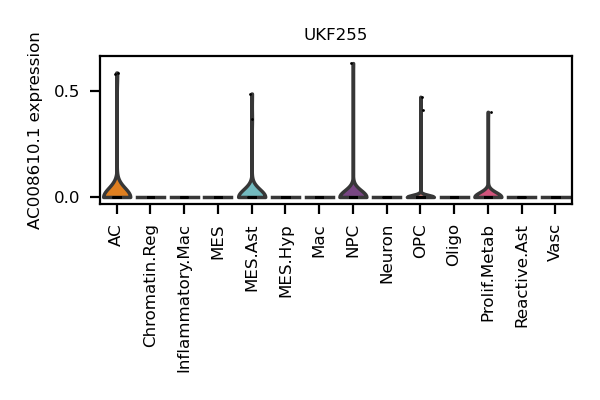 UKF255
AC008610.1 expression
0.5
0.0
AC
Chromatin.Reg
Inflammatory.Mac
MES
MES.Ast
MES.Hyp
Mac
NPC
Neuron
OPC
Oligo
Prolif.Metab
Reactive.Ast
Vasc